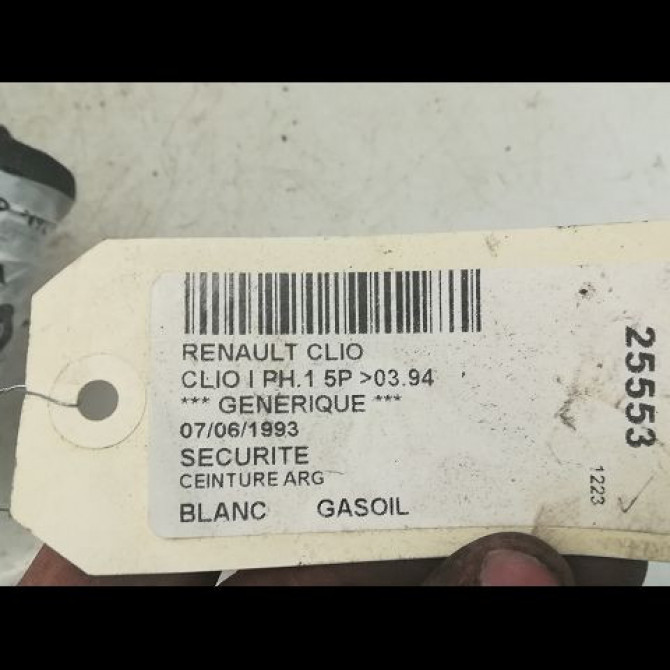 RENAULT CLIO
CLIO I PH.1 5P >03.94
*** GENERIQUE ***
07/06/1993
SECURITE
CEINTURE ARG
BLANC GASOIL
25553
1223